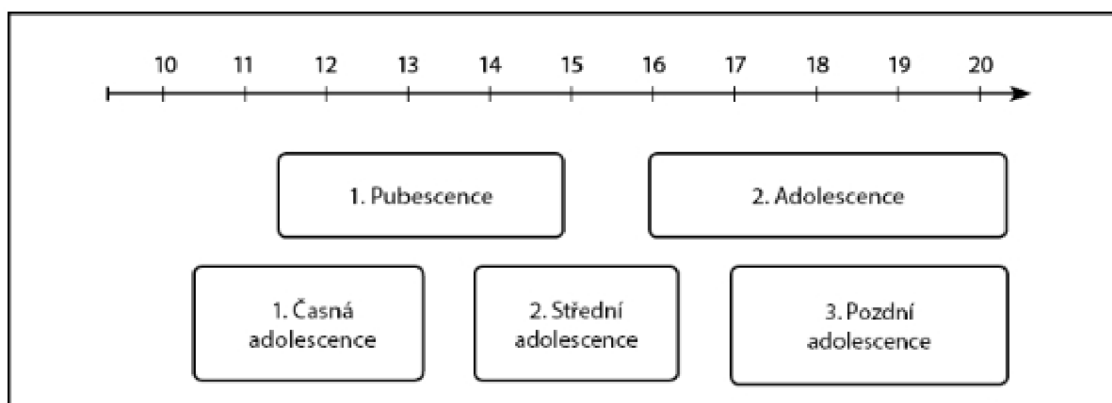 10 11 12 13 14 15 16 17 18 19 20
1. Pubescence
2. Adolescence
1. Časná
adolescence
2. Střední
adolescence
3. Pozdní
adolescence